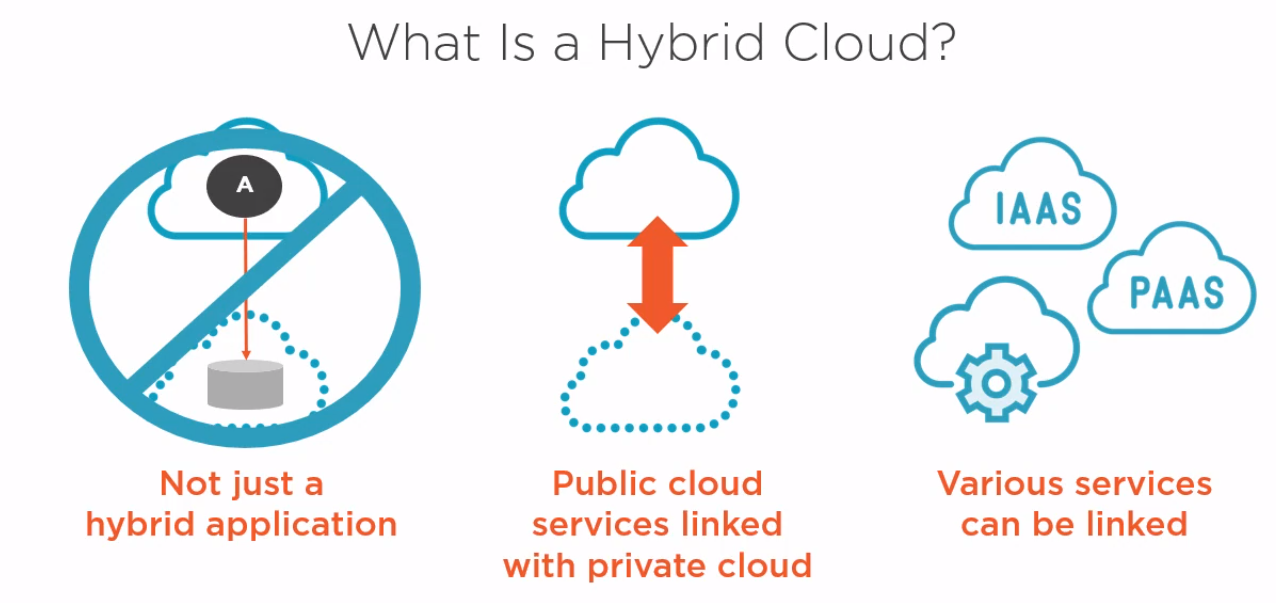 What Is a Hybrid Cloud?
A
IAAS
PAAS
Not just a
hybrid application
Public cloud
services linked
with private cloud
Various services
can be linked